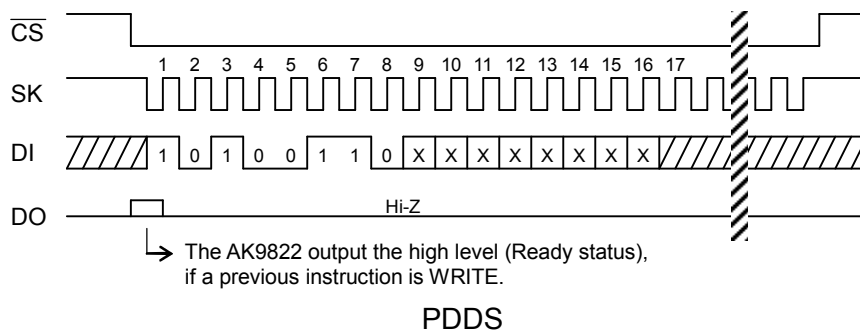 CS
1 2 3 4 5 6 7 8 9 10 11 12 13 14 15 16 17
SK
DI 1 0 1 0 0 1 1 0 X X X X X X X X
DO Hi-Z
The AK9822 output the high level (Ready status),
if a previous instruction is WRITE.
PDDS